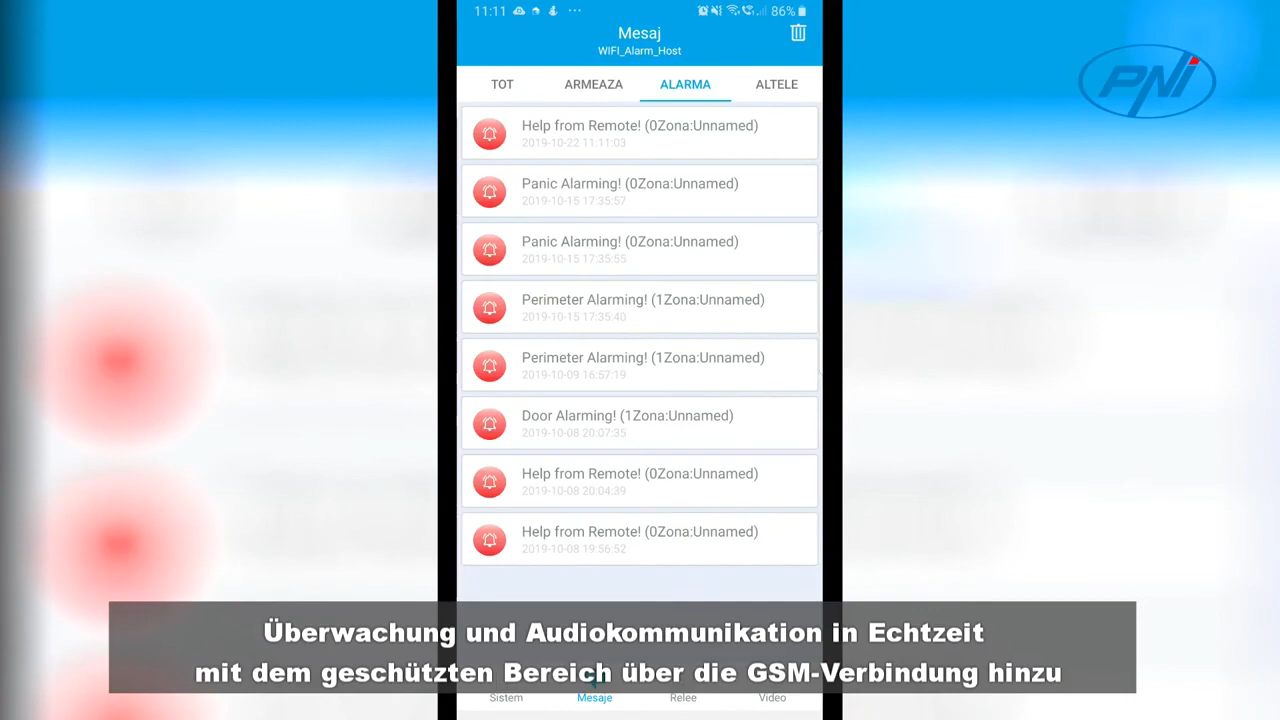 11:11
86%
Mesaj
WIFI_Alarm_Host
PNI
TOT ARMEAZA ALARMA ALTELE
Help from Remote! (0Zona:Unnamed)
2019-10-22 11:11:03
Panic Alarming! (0Zona:Unnamed)
2019-10-15 17:35:57
Panic Alarming! (0Zona:Unnamed)
2019-10-15 17:35:55
Perimeter Alarming! (1Zona:Unnamed)
2019-10-15 17:35:40
Perimeter Alarming! (1Zona:Unnamed)
2019-10-09 16:57:19
Door Alarming! (1Zona:Unnamed)
2019-10-08 20:07:35
Help from Remote! (0Zona:Unnamed)
2019-10-08 20:04:39
Help from Remote! (0Zona:Unnamed)
2019-10-08 19:56:52
Überwachung und Audiokommunikation in Echtzeit
mit dem geschützten Bereich über die GSM-Verbindung hinzu
Sistem Mesaje Relee Video